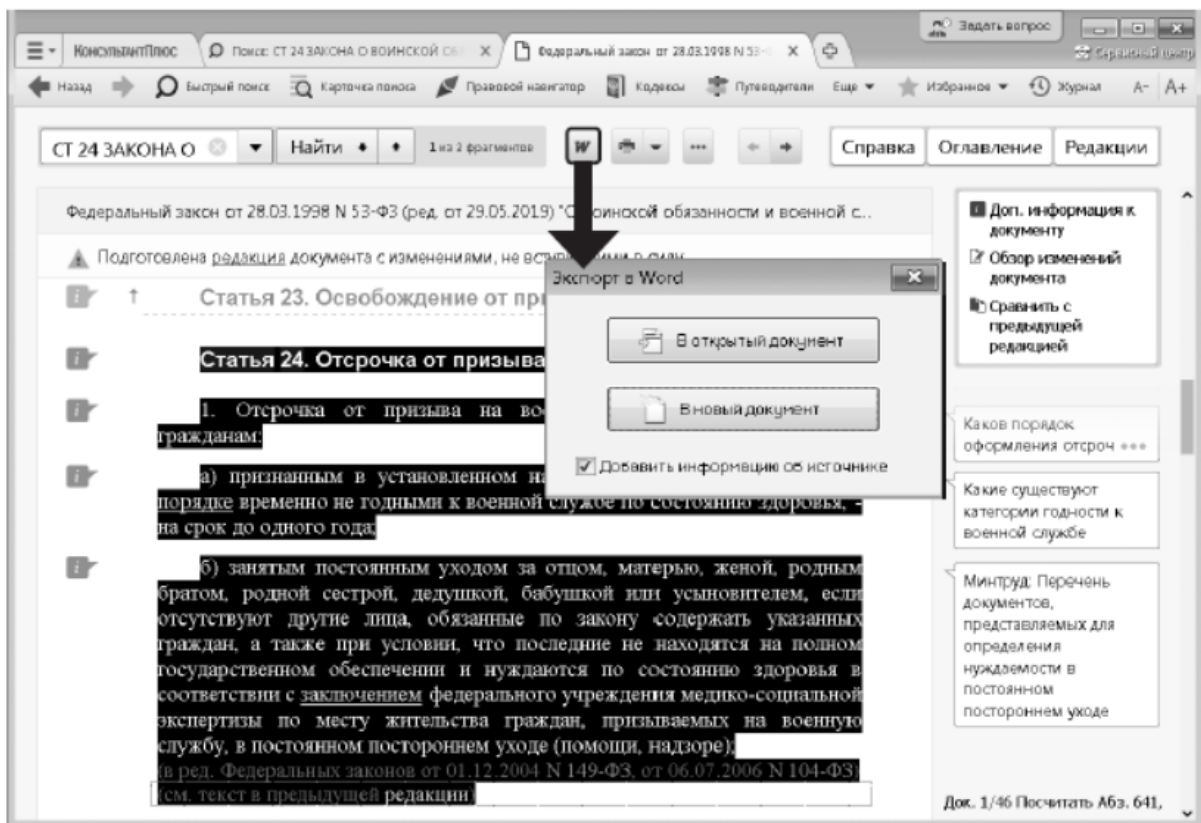 Задать вопрос
КонсультантПлюс
Поиск: СТ 24 ЗАКОНА О ВОИНСКОЙ ОБЯ
Федеральный закон от 28.03.1998 N 53-
Сервисный центр
Назад
Быстрый поиск
Карточка поиска
Правовой навигатор
Кодексы
Путеводители
Еще
Избранное
Журнал
A-
A+
СТ 24 ЗАКОНА О
Найти
1 из 2 фрагментов
W
Справка
Оглавление
Редакции
Федеральный закон от 28.03.1998 N 53-ФЗ (ред. от 29.05.2019) "О воинской обязанности и военной с...
Подготовлена редакция документа с изменениями, не вступившими в силу
Статья 23. Освобождение от при
Статья 24. Отсрочка от призыва
1. Отсрочка от призыва на во
гражданам:
а) признанным в установленном на
порядке временно не годными к военной службе по состоянию здоровья, -
на срок до одного года;
б) занятым постоянным уходом за отцом, матерью, женой, родным
братом, родной сестрой, дедушкой, бабушкой или усыновителем, если
отсутствуют другие лица, обязанные по закону содержать указанных
граждан, а также при условии, что последние не находятся на полном
государственном обеспечении и нуждаются по состоянию здоровья в
соответствии с заключением федерального учреждения медико-социальной
экспертизы по месту жительства граждан, призываемых на военную
службу, в постоянном постороннем уходе (помощи, надзоре);
(в ред. Федеральных законов от 01.12.2004 N 149-ФЗ, от 06.07.2006 N 104-ФЗ)
(см. текст в предыдущей редакции)
Экспорт в Word
В открытый документ
В новый документ
Добавить информацию об источнике
Доп. информация к
документу
Обзор изменений
документа
Сравнить с
предыдущей
редакцией
Каков порядок
оформления отсроч •••
Какие существуют
категории годности к
военной службе
Минтруд: Перечень
документов,
представляемых для
определения
нуждаемости в
постоянном
постороннем уходе
Док. 1/46 Посчитать Абз. 641,